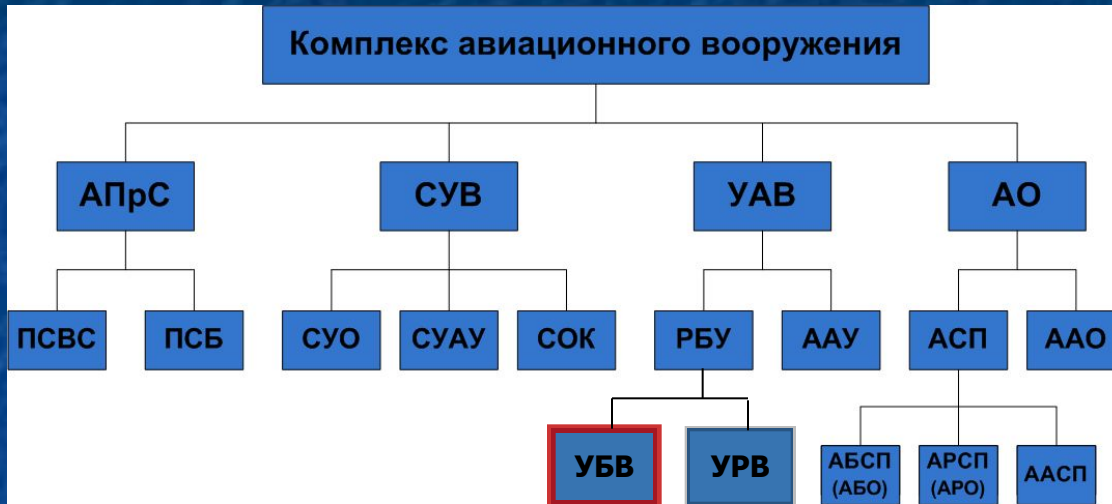 Комплекс авиационного вооружения
АПрС СУВ УАВ АО
ПСВС ПСБ СУО СУАУ СОК РБУ ААУ АСП ААО
УБВ УРВ АБСП АРСП ААСП
(АБО) (АРО)